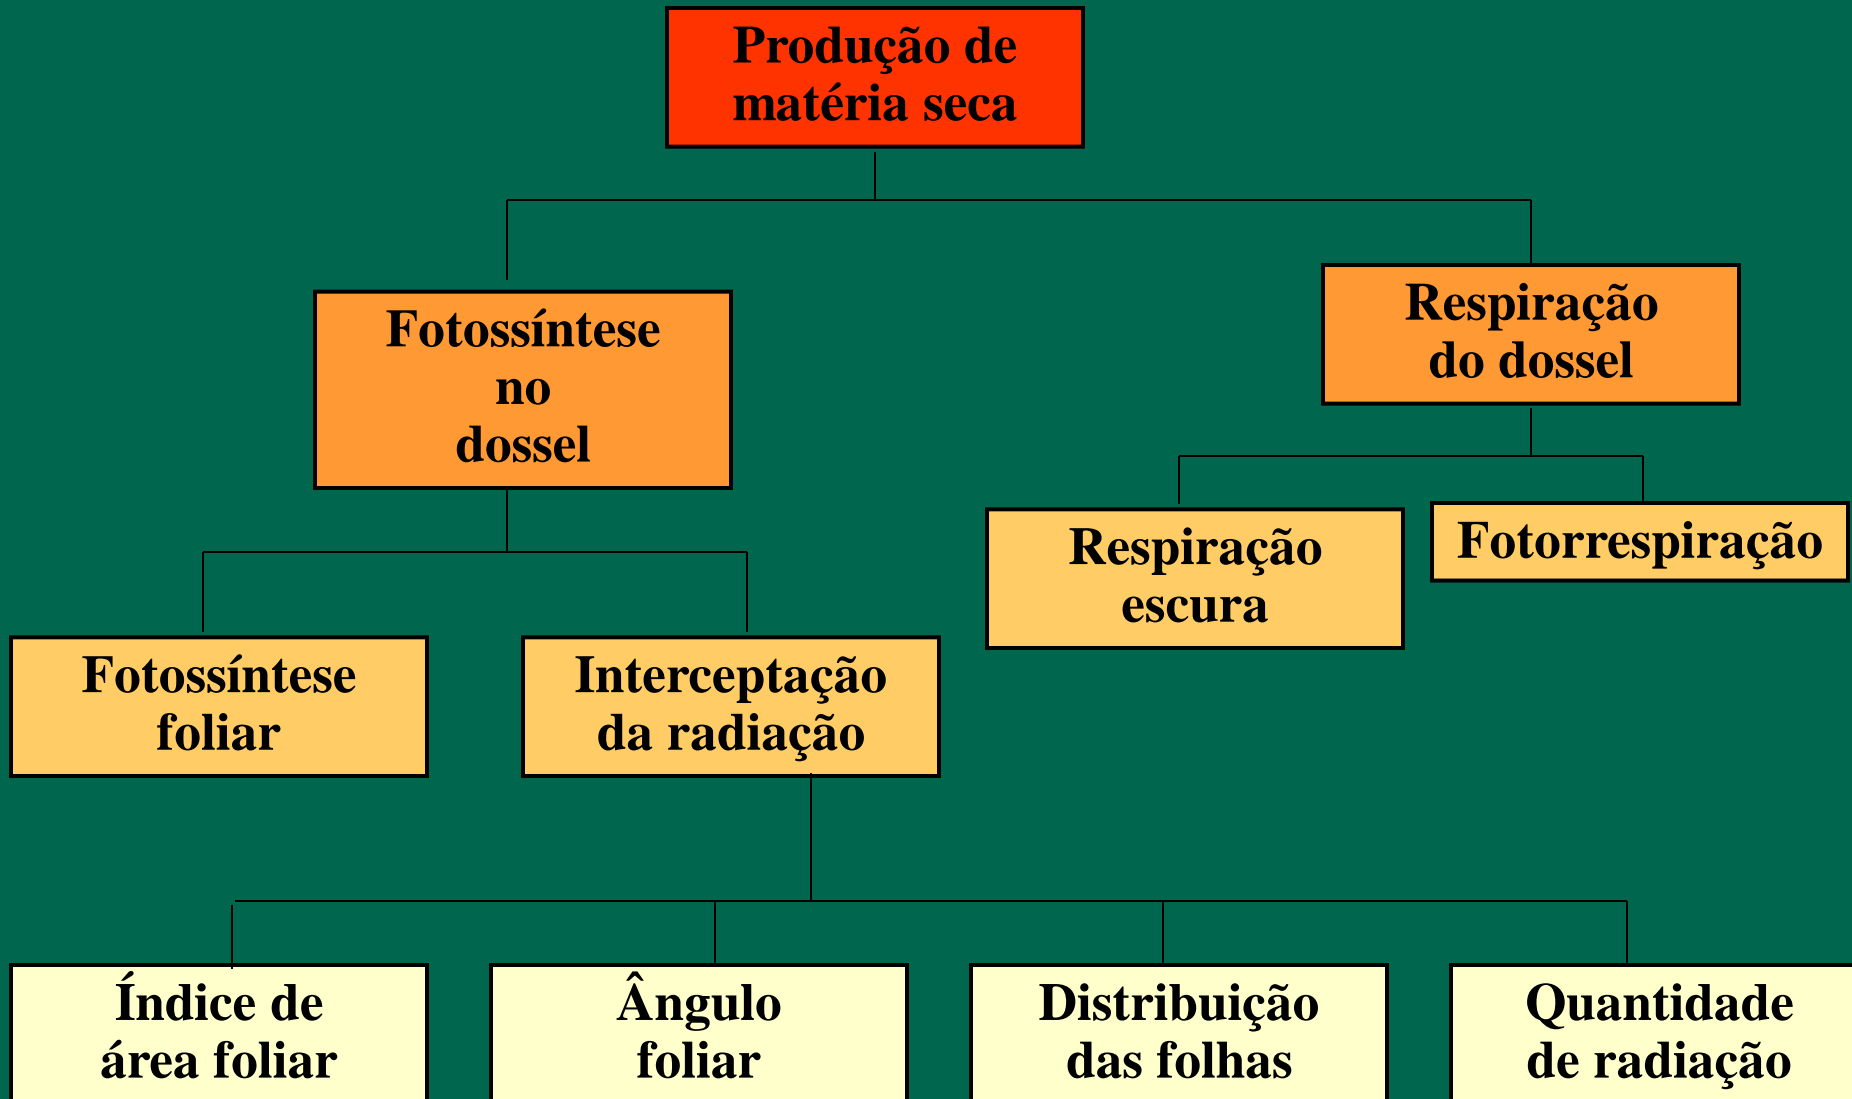 Produção de
matéria seca
Fotossíntese
no
dossel
Respiração
do dossel
Respiração
escura
Fotorrespiração
Fotossíntese
foliar
Interceptação
da radiação
Índice de
área foliar
Ângulo
foliar
Distribuição
das folhas
Quantidade
de radiação